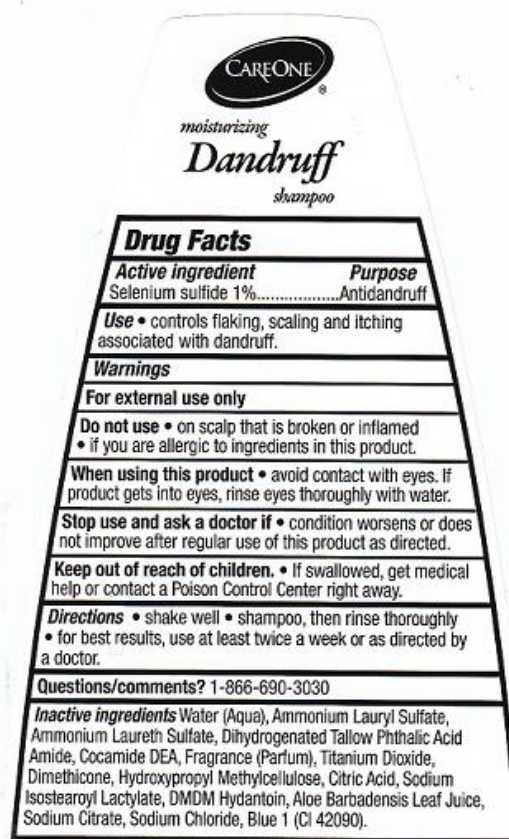 CAREONE
®
moisturizing
Dandruff
shampoo
Drug Facts
Active ingredient Purpose
Selenium sulfide 1%...................Antidandruff
Use • controls flaking, scaling and itching
associated with dandruff.
Warnings
For external use only
Do not use • on scalp that is broken or inflamed
• if you are allergic to ingredients in this product.
When using this product • avoid contact with eyes. If
product gets into eyes, rinse eyes thoroughly with water.
Stop use and ask a doctor if • condition worsens or does
not improve after regular use of this product as directed.
Keep out of reach of children. • If swallowed, get medical
help or contact a Poison Control Center right away.
Directions • shake well • shampoo, then rinse thoroughly
• for best results, use at least twice a week or as directed by
a doctor.
Questions/comments? 1-866-690-3030
Inactive ingredients Water (Aqua), Ammonium Lauryl Sulfate,
Ammonium Laureth Sulfate, Dihydrogenated Tallow Phthalic Acid
Amide, Cocamide DEA, Fragrance (Parfum), Titanium Dioxide,
Dimethicone, Hydroxypropyl Methylcellulose, Citric Acid, Sodium
Isostearoyl Lactylate, DMDM Hydantoin, Aloe Barbadensis Leaf Juice,
Sodium Citrate, Sodium Chloride, Blue 1 (CI 42090).